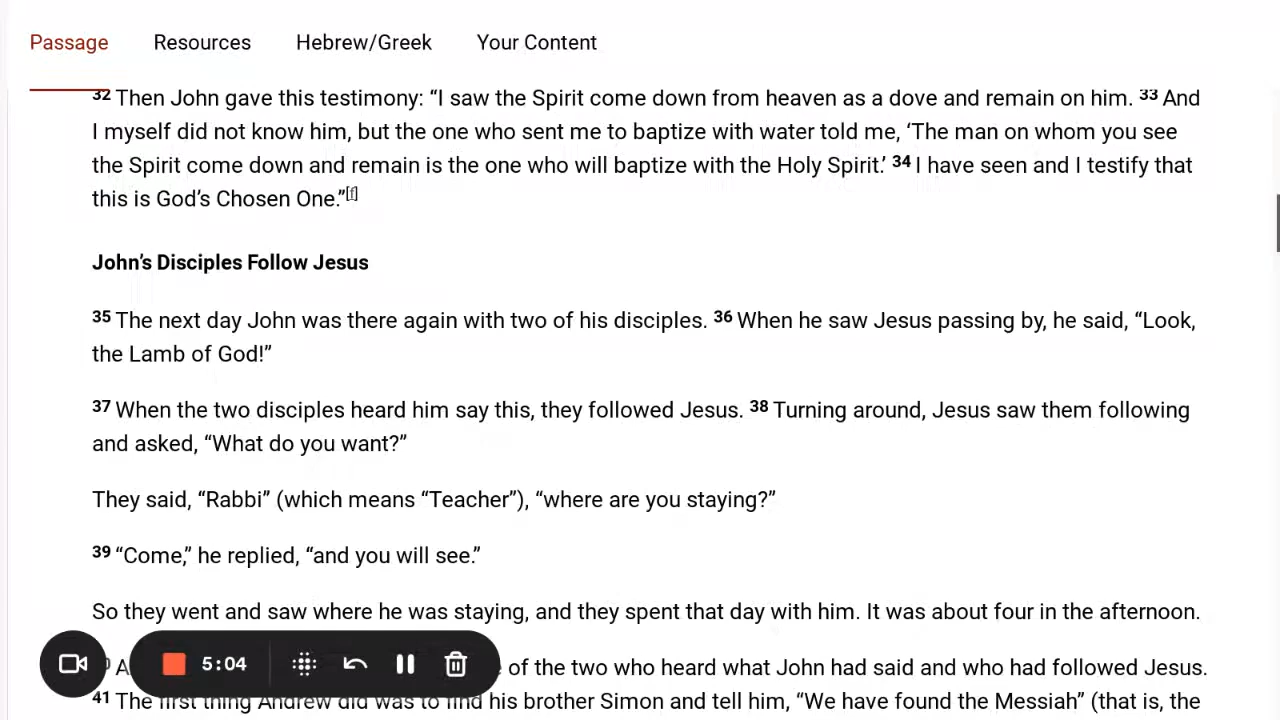 Passage Resources Hebrew/Greek Your Content
32 Then John gave this testimony: “I saw the Spirit come down from heaven as a dove and remain on him. 33 And
I myself did not know him, but the one who sent me to baptize with water told me, ‘The man on whom you see
the Spirit come down and remain is the one who will baptize with the Holy Spirit.’ 34 I have seen and I testify that
this is God’s Chosen One.”[f]
John’s Disciples Follow Jesus
35 The next day John was there again with two of his disciples. 36 When he saw Jesus passing by, he said, “Look,
the Lamb of God!”
37 When the two disciples heard him say this, they followed Jesus. 38 Turning around, Jesus saw them following
and asked, “What do you want?”
They said, “Rabbi” (which means “Teacher”), “where are you staying?”
39 “Come,” he replied, “and you will see.”
So they went and saw where he was staying, and they spent that day with him. It was about four in the afternoon.
5:04
of the two who heard what John had said and who had followed Jesus.
41 The first thing Andrew did was to find his brother Simon and tell him, “We have found the Messiah” (that is, the